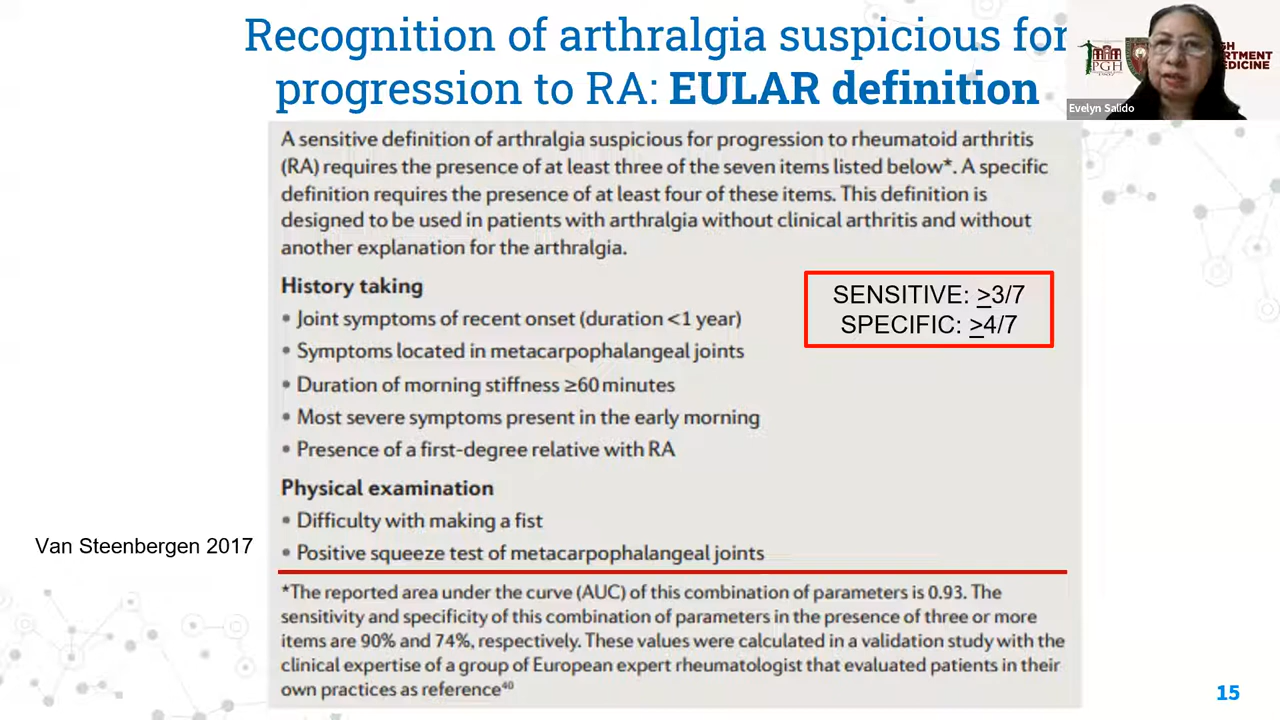 Recognition of arthralgia suspicious for
progression to RA: EULAR definition
PGH
DEPARTMENT
MEDICINE
Evelyn Salido
A sensitive definition of arthralgia suspicious for progression to rheumatoid arthritis
(RA) requires the presence of at least three of the seven items listed below*. A specific
definition requires the presence of at least four of these items. This definition is
designed to be used in patients with arthralgia without clinical arthritis and without
another explanation for the arthralgia.
History taking
• Joint symptoms of recent onset (duration <1 year)
• Symptoms located in metacarpophalangeal joints
• Duration of morning stiffness ≥60 minutes
• Most severe symptoms present in the early morning
• Presence of a first-degree relative with RA
SENSITIVE: >3/7
SPECIFIC: >4/7
Physical examination
• Difficulty with making a fist
• Positive squeeze test of metacarpophalangeal joints
Van Steenbergen 2017
*The reported area under the curve (AUC) of this combination of parameters is 0.93. The
sensitivity and specificity of this combination of parameters in the presence of three or more
items are 90% and 74%, respectively. These values were calculated in a validation study with the
clinical expertise of a group of European expert rheumatologist that evaluated patients in their
own practices as reference⁴⁰
15